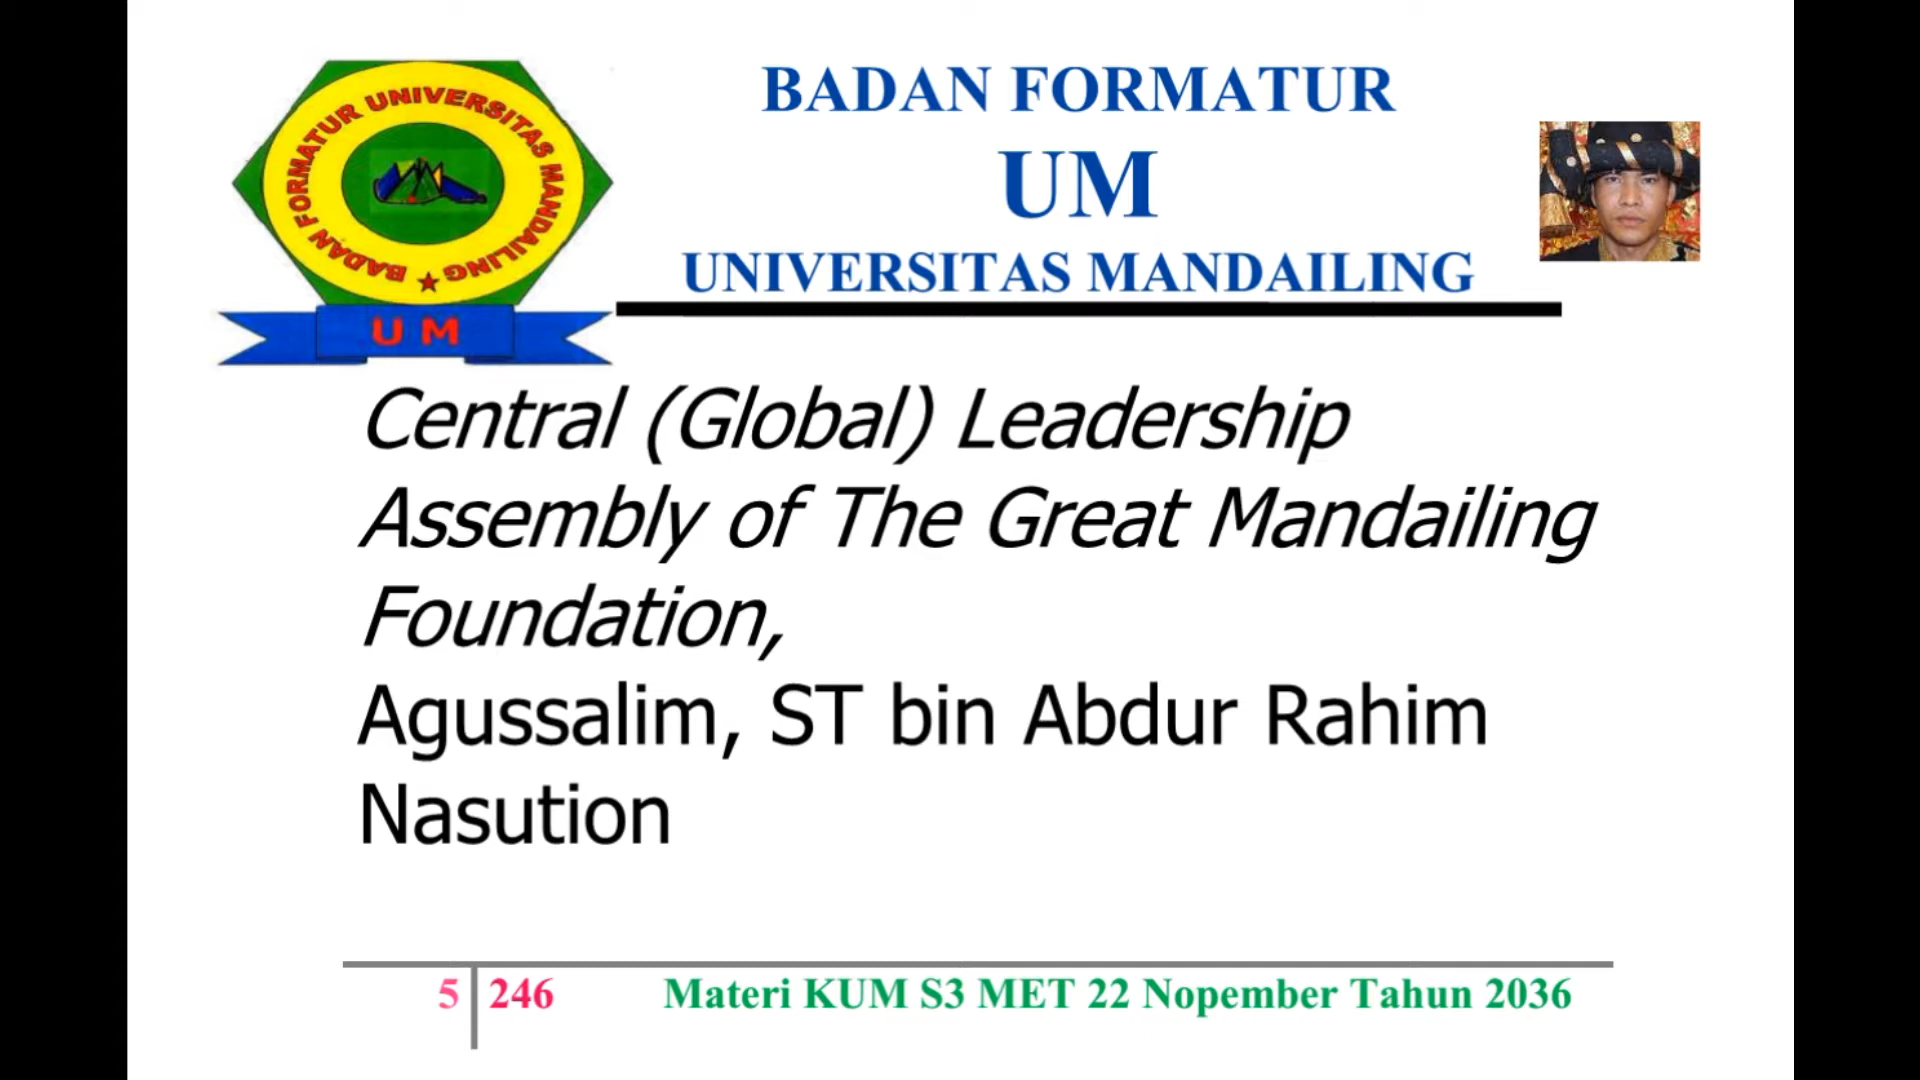 BADAN FORMATUR UNIVERSITAS MANDAILING
UM
BADAN FORMATUR
UM
UNIVERSITAS MANDAILING
Central (Global) Leadership
Assembly of The Great Mandailing
Foundation,
Agussalim, ST bin Abdur Rahim
Nasution
5 246 Materi KUM S3 MET 22 Nopember Tahun 2036